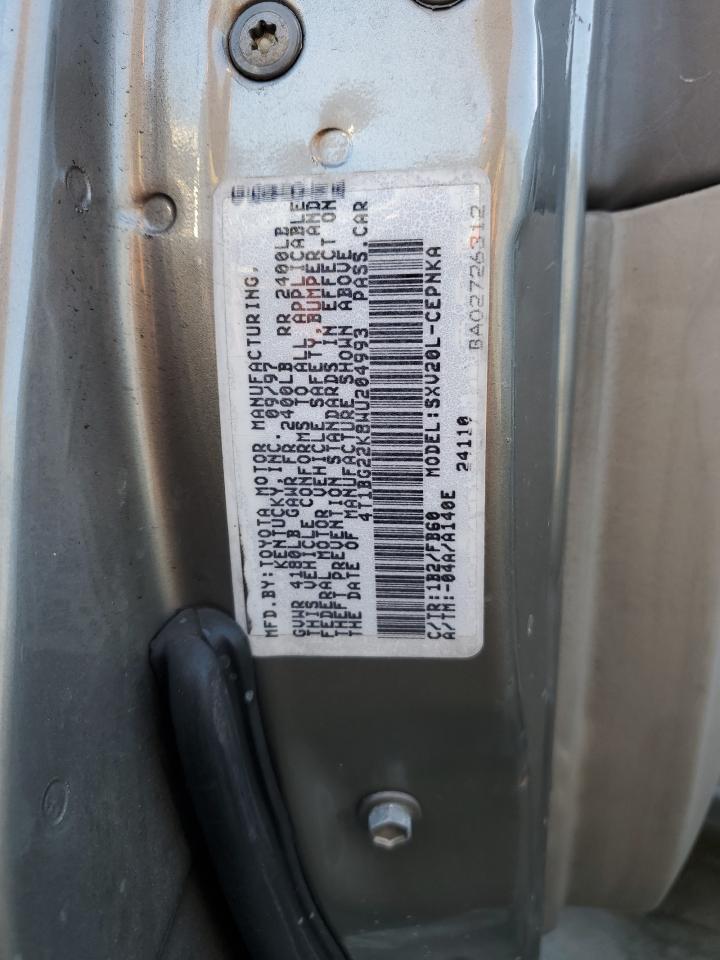 MFD.BY:TOYOTA MOTOR MANUFACTURING,
KENTUCKY, INC. 09/97
GVWR 4180LB GAWR FR 2400LB RR 2400LB
THIS VEHICLE CONFORMS TO ALL APPLICABLE
FEDERAL MOTOR VEHICLE SAFETY,BUMPER AND
THEFT PREVENTION STANDARDS IN EFFECT ON
THE DATE OF MANUFACTURE SHOWN ABOVE.
4T1BG22K8WU204993 PASS.CAR
C/TR:1B2/FB60 MODEL:SXV20L-CEPNKA
A/TM:-04A/A140E 24110
BA02726312